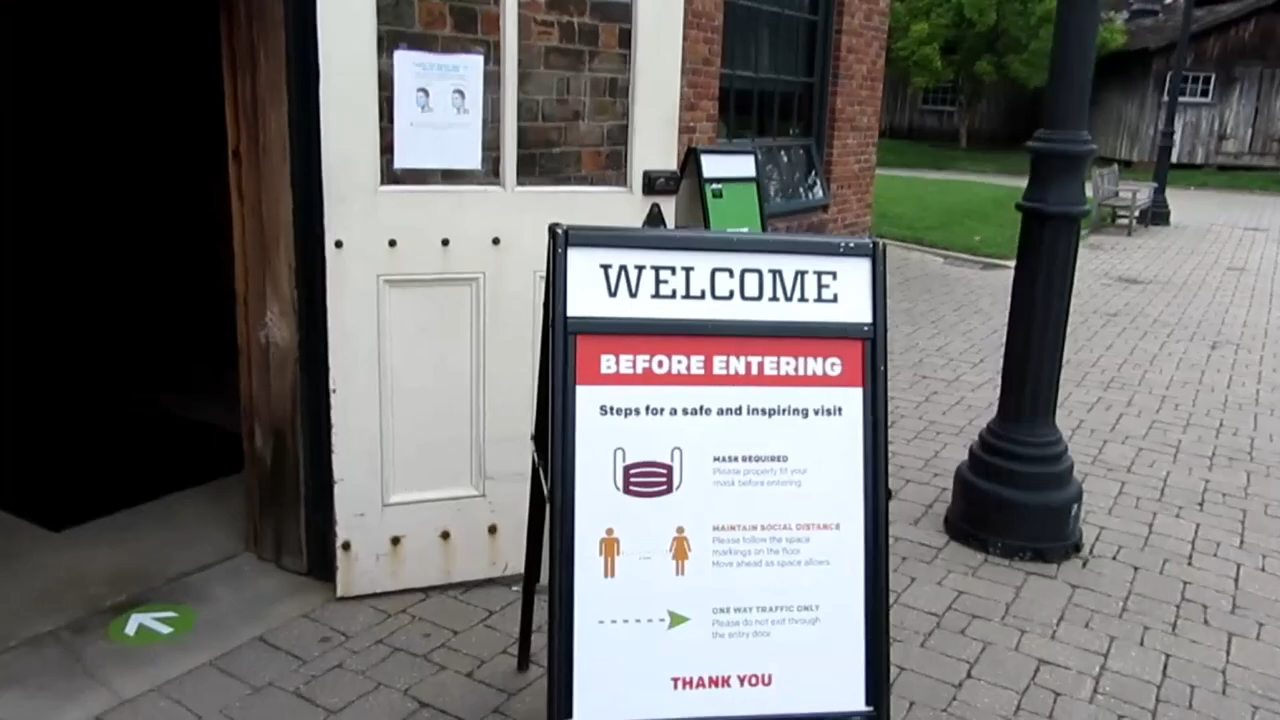 WELCOME
BEFORE ENTERING
Steps for a safe and inspiring visit
MASK REQUIRED
Please properly fit your
mask before entering.
MAINTAIN SOCIAL DISTANCE
Please follow the space
markings on the floor.
Move ahead as space allows.
ONE WAY TRAFFIC ONLY
Please do not exit through
the entry door.
THANK YOU